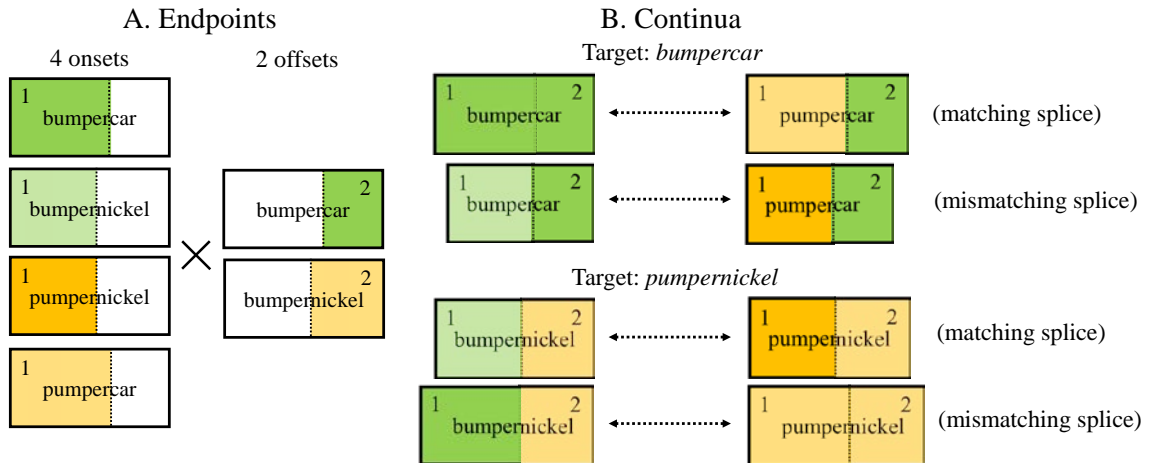 A. Endpoints
4 onsets
2 offsets
1
bumpercar
1
bumpernickel
1
pumpernickel
1
pumpercar
×
2
bumpercar
2
bumpernickel
B. Continua
Target: bumpercar
1 2
bumpercar
1 2
pumpercar
(matching splice)
1 2
bumpercar
1 2
pumpercar
(mismatching splice)
Target: pumpernickel
1 2
bumpernickel
1 2
pumpernickel
(matching splice)
1 2
bumpernickel
1 2
pumpernickel
(mismatching splice)